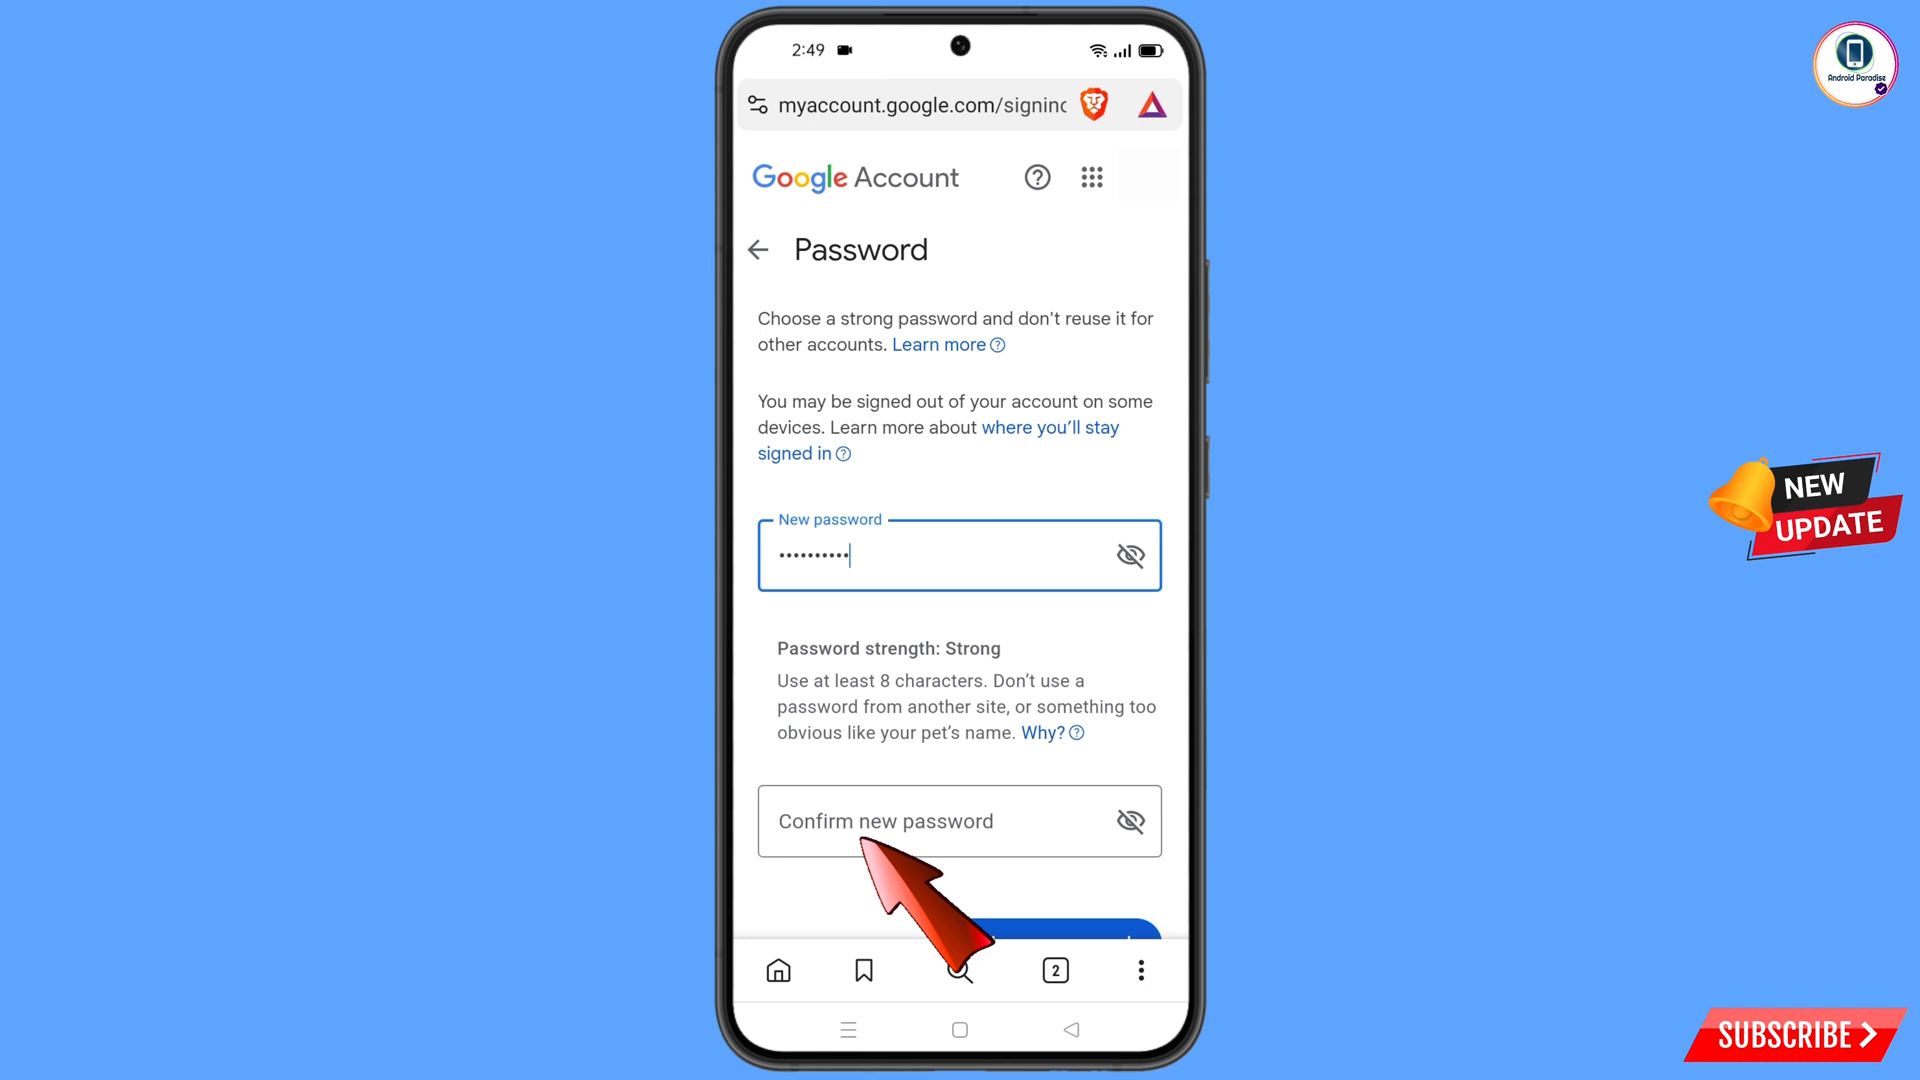 2:49
Android Paradise
myaccount.google.com/signinc
Google Account
Password
Choose a strong password and don't reuse it for
other accounts. Learn more
You may be signed out of your account on some
devices. Learn more about where you’ll stay
signed in
New password
••••••••••
Password strength: Strong
Use at least 8 characters. Don’t use a
password from another site, or something too
obvious like your pet’s name. Why?
Confirm new password
2
NEW
UPDATE
SUBSCRIBE